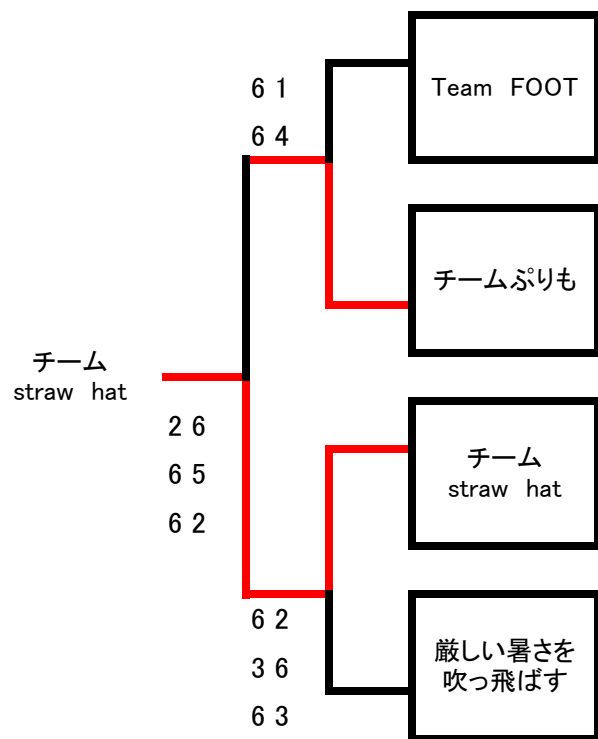 6 1
6 4
Team FOOT
チームぷりも
チーム
straw hat
2 6
6 5
6 2
チーム
straw hat
6 2
3 6
6 3
厳しい暑さを
吹っ飛ばす